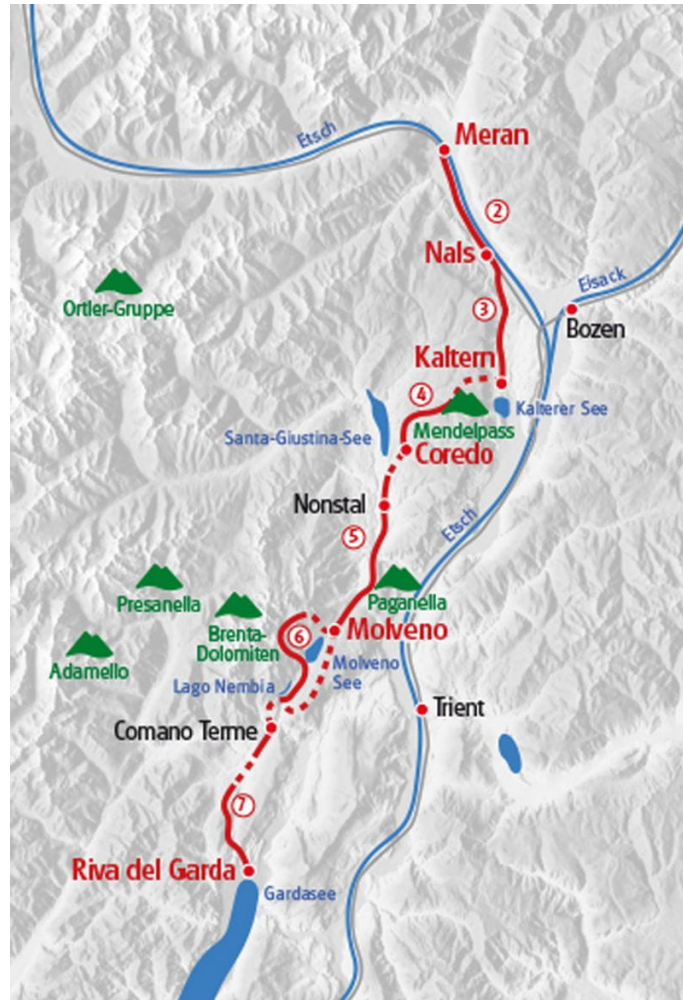 Etsch
Meran
②
Nals
Eisack
Ortler-Gruppe
③
Bozen
Kaltern
④
Kalterer See
Mendelpass
Santa-Giustina-See
Coredo
Nonstal
Etsch
⑤
Presanella
Paganella
Brenta-
Dolomiten
⑥
Molveno
Adamello
Molveno
See
Lago Nembia
Trient
Comano Terme
⑦
Riva del Garda
Gardasee